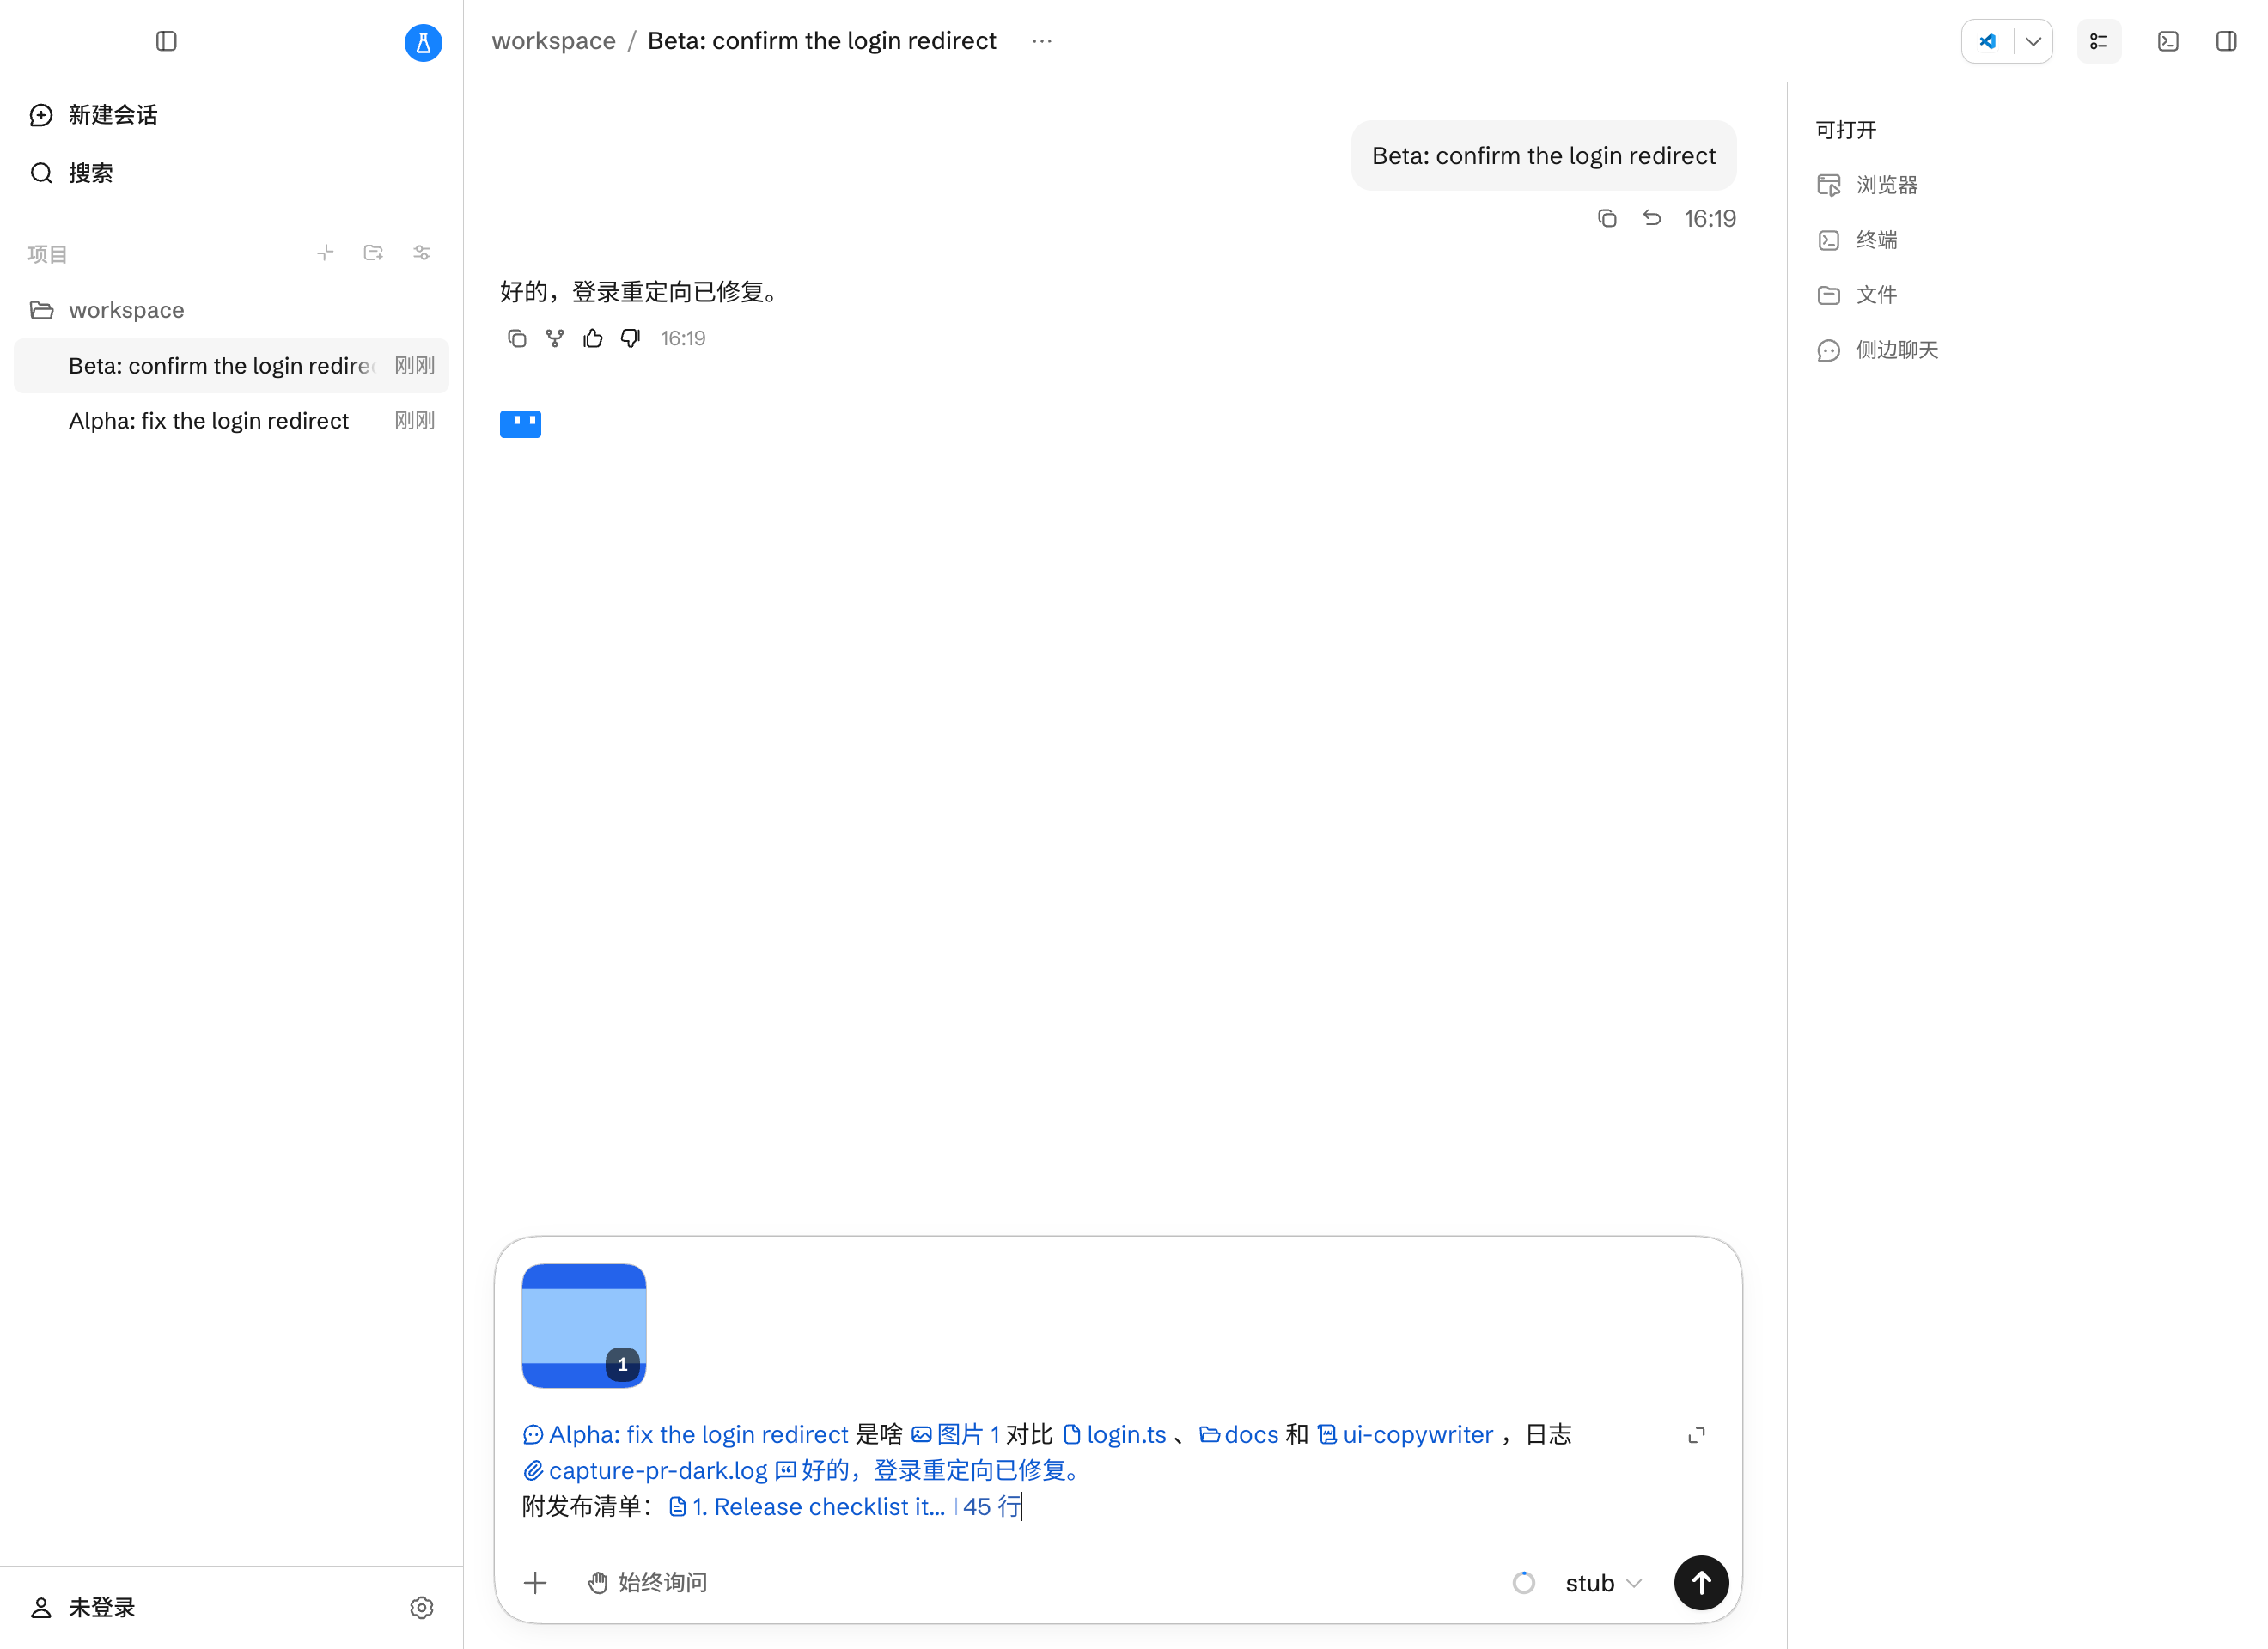 新建会话
搜索
项目
workspace
Beta: confirm the login redire 刚刚
Alpha: fix the login redirect 刚刚
未登录
workspace / Beta: confirm the login redirect
Beta: confirm the login redirect
16:19
好的，登录重定向已修复。
16:19
1
Alpha: fix the login redirect 是啥 图片 1 对比 login.ts 、 docs 和 ui-copywriter ，日志
capture-pr-dark.log 好的，登录重定向已修复。
附发布清单： 1. Release checklist it... 45 行
始终询问
stub
可打开
浏览器
终端
文件
侧边聊天